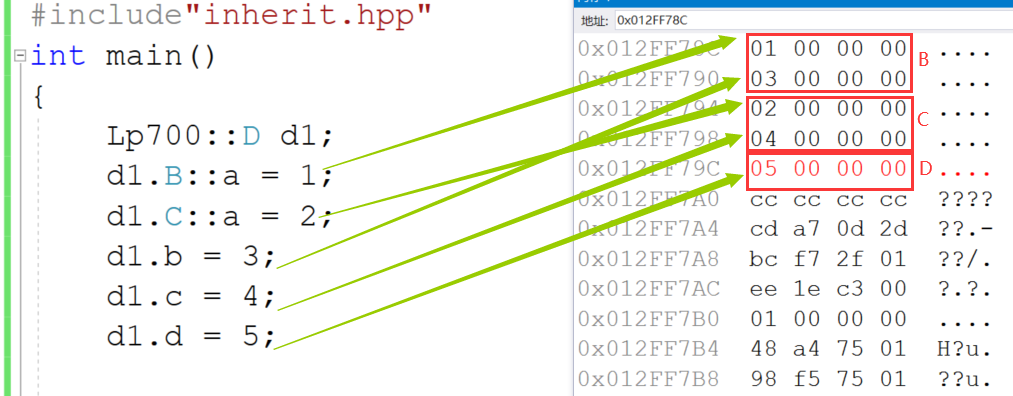 #include"inherit.hpp"
int main()
{
Lp700::D d1;
d1.B::a = 1;
d1.C::a = 2;
d1.b = 3;
d1.c = 4;
d1.d = 5;
地址: 0x012FF78C
0x012FF78C 01 00 00 00 ....
0x012FF790 03 00 00 00 ....
B
0x012FF794 02 00 00 00 ....
0x012FF798 04 00 00 00 ....
C
0x012FF79C 05 00 00 00 D ....
0x012FF7A0 cc cc cc cc ????
0x012FF7A4 cd a7 0d 2d ??.-
0x012FF7A8 bc f7 2f 01 ??/.
0x012FF7AC ee 1e c3 00 ?.?.
0x012FF7B0 01 00 00 00 ....
0x012FF7B4 48 a4 75 01 H?u.
0x012FF7B8 98 f5 75 01 ??u.